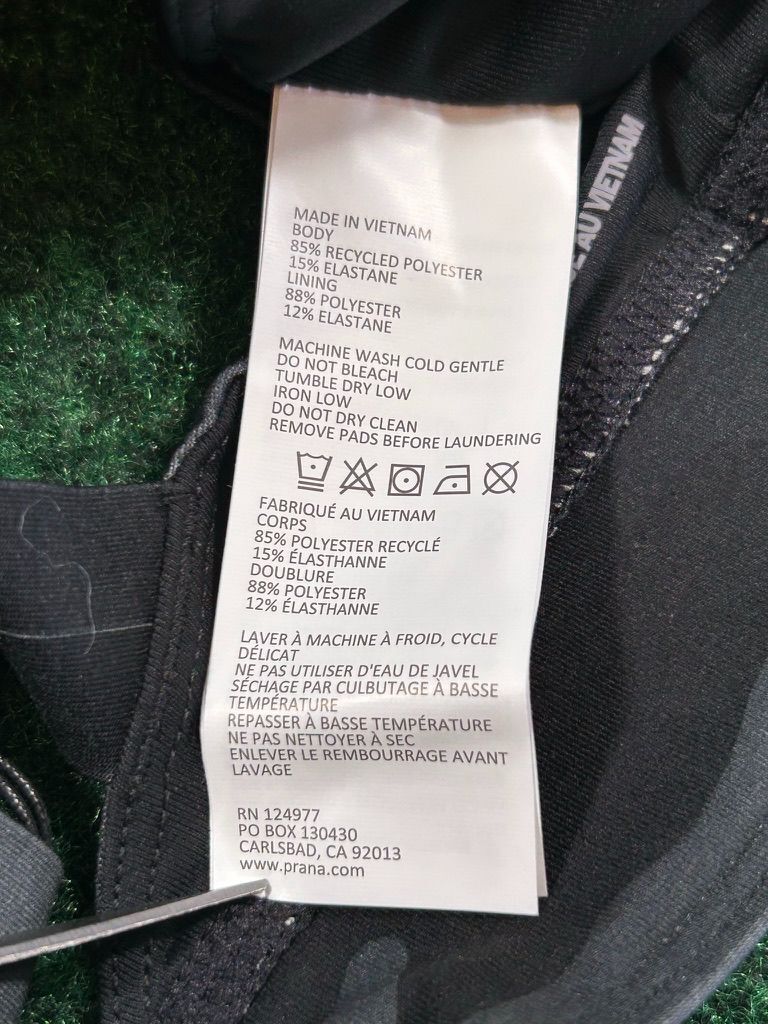 MADE IN VIETNAM
BODY
85% RECYCLED POLYESTER
15% ELASTANE
LINING
88% POLYESTER
12% ELASTANE
MACHINE WASH COLD GENTLE
DO NOT BLEACH
TUMBLE DRY LOW
IRON LOW
DO NOT DRY CLEAN
REMOVE PADS BEFORE LAUNDERING
FABRIQUÉ AU VIETNAM
CORPS
85% POLYESTER RECYCLÉ
15% ÉLASTHANNE
DOUBLURE
88% POLYESTER
12% ÉLASTHANNE
LAVER À MACHINE À FROID, CYCLE
DÉLICAT
NE PAS UTILISER D'EAU DE JAVEL
SÉCHAGE PAR CULBUTAGE À BASSE
TEMPÉRATURE
REPASSER À BASSE TEMPÉRATURE
NE PAS NETTOYER À SEC
ENLEVER LE REMBOURRAGE AVANT
LAVAGE
RN 124977
PO BOX 130430
CARLSBAD, CA 92013
www.prana.com
AU VIETNAM